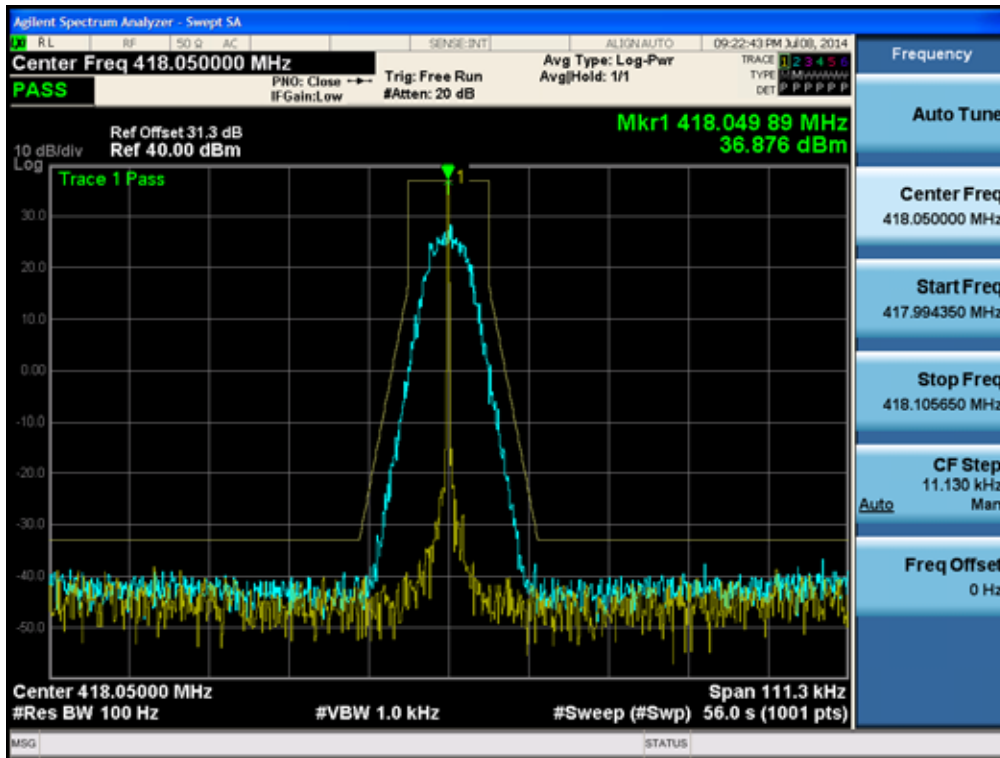 Agilent Spectrum Analyzer - Swept SA
RL RF 50 Ω AC SENSE:INT ALIGN AUTO 09:22:43 PM Jul 08, 2014
Center Freq 418.050000 MHz
PASS
PNO: Close
IFGain:Low
Trig: Free Run
#Atten: 20 dB
Avg Type: Log-Pwr
Avg|Hold: 1/1
TRACE 1 2 3 4 5 6
TYPE
DET P P P P P P
Mkr1 418.049 89 MHz
36.876 dBm
Ref Offset 31.3 dB
10 dB/div Ref 40.00 dBm
Log
Trace 1 Pass
1
30.0
20.0
10.0
0.00
-10.0
-20.0
-30.0
-40.0
-50.0
Center 418.05000 MHz Span 111.3 kHz
#Res BW 100 Hz #VBW 1.0 kHz #Sweep (#Swp) 56.0 s (1001 pts)
MSG STATUS
Frequency
Auto Tune
Center Freq
418.050000 MHz
Start Freq
417.994350 MHz
Stop Freq
418.105650 MHz
CF Step
11.130 kHz
Auto Man
Freq Offset
0 Hz